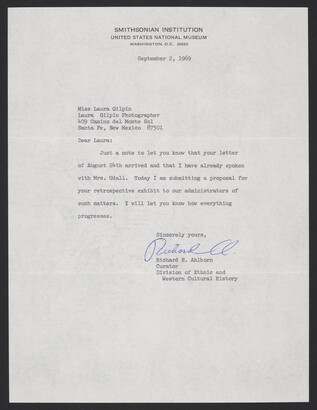 SMITHSONIAN INSTITUTION
UNITED STATES NATIONAL MUSEUM
WASHINGTON, D.C. 20560
September 2, 1969
Miss Laura Gilpin
Laura Gilpin Photographer
409 Camino del Monte Sol
Santa Fe, New Mexico 87501
Dear Laura:
Just a note to let you know that your letter
of August 24th arrived and that I have already spoken
with Mrs. Udall. Today I am submitting a proposal for
your retrospective exhibit to our administrators of
such matters. I will let you know how everything
progresses.
Sincerely yours,
Richard A.
Richard E. Ahlborn
Curator
Division of Ethnic and
Western Cultural History